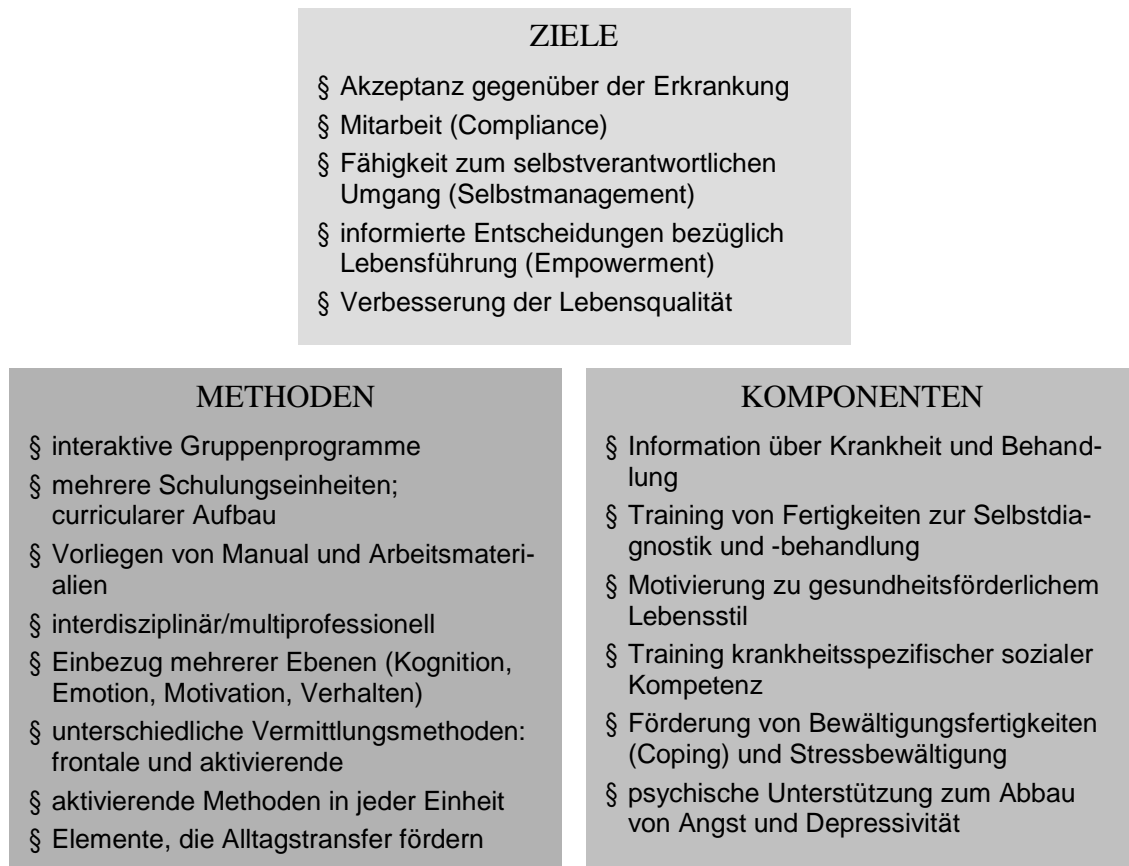 ZIELE
§ Akzeptanz gegenüber der Erkrankung
§ Mitarbeit (Compliance)
§ Fähigkeit zum selbstverantwortlichen
Umgang (Selbstmanagement)
§ informierte Entscheidungen bezüglich
Lebensführung (Empowerment)
§ Verbesserung der Lebensqualität
METHODEN
§ interaktive Gruppenprogramme
§ mehrere Schulungseinheiten;
curricularer Aufbau
§ Vorliegen von Manual und Arbeitsmateri-
alien
§ interdisziplinär/multiprofessionell
§ Einbezug mehrerer Ebenen (Kognition,
Emotion, Motivation, Verhalten)
§ unterschiedliche Vermittlungsmethoden:
frontale und aktivierende
§ aktivierende Methoden in jeder Einheit
§ Elemente, die Alltagstransfer fördern
KOMPONENTEN
§ Information über Krankheit und Behand-
lung
§ Training von Fertigkeiten zur Selbstdia-
gnostik und -behandlung
§ Motivierung zu gesundheitsförderlichem
Lebensstil
§ Training krankheitsspezifischer sozialer
Kompetenz
§ Förderung von Bewältigungsfertigkeiten
(Coping) und Stressbewältigung
§ psychische Unterstützung zum Abbau
von Angst und Depressivität